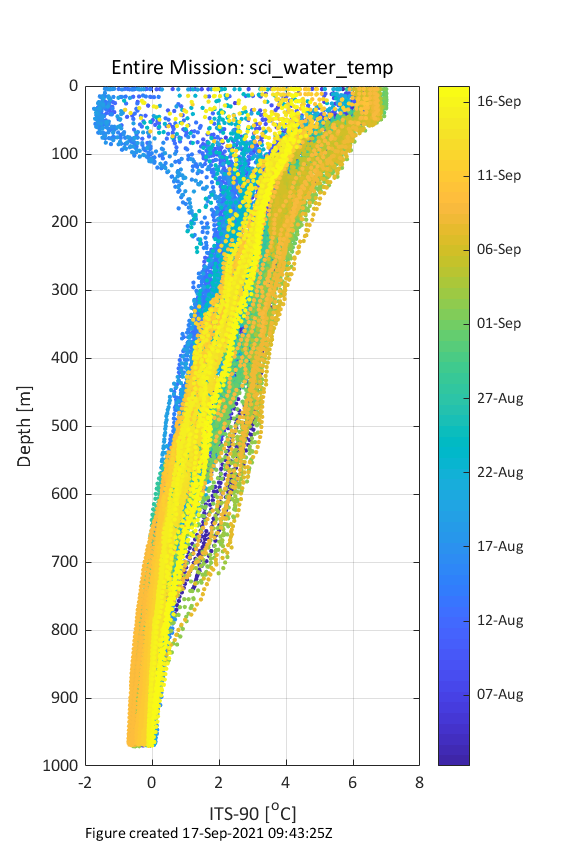 Entire Mission: sci_water_temp
0
100
200
300
400
500
600
700
800
900
1000
Depth [m]
-2 0 2 4 6 8
ITS-90 [oC]
Figure created 17-Sep-2021 09:43:25Z
16-Sep
11-Sep
06-Sep
01-Sep
27-Aug
22-Aug
17-Aug
12-Aug
07-Aug